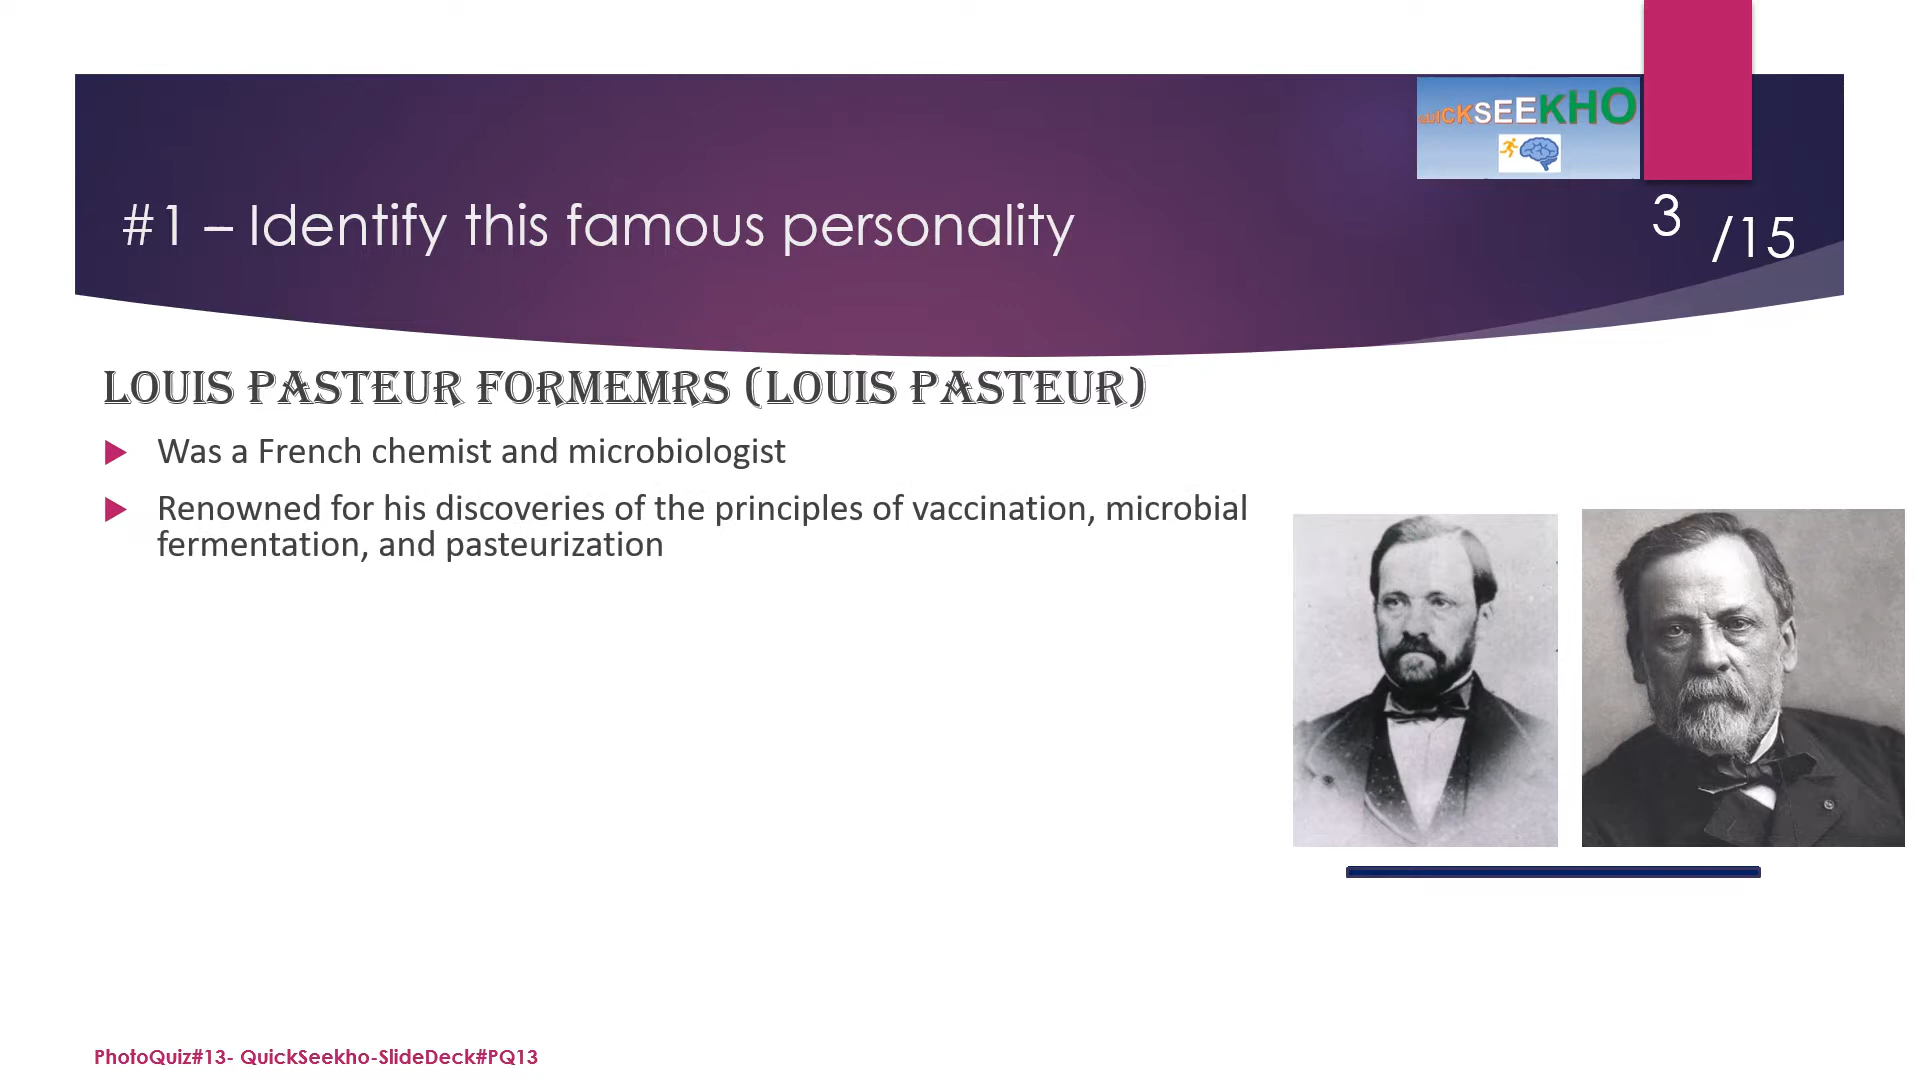 QUICKSEEKHO
#1 – Identify this famous personality
3 /15
LOUIS PASTEUR FORMEMRS (LOUIS PASTEUR)
Was a French chemist and microbiologist
Renowned for his discoveries of the principles of vaccination, microbial
fermentation, and pasteurization
PhotoQuiz#13- QuickSeekho-SlideDeck#PQ13